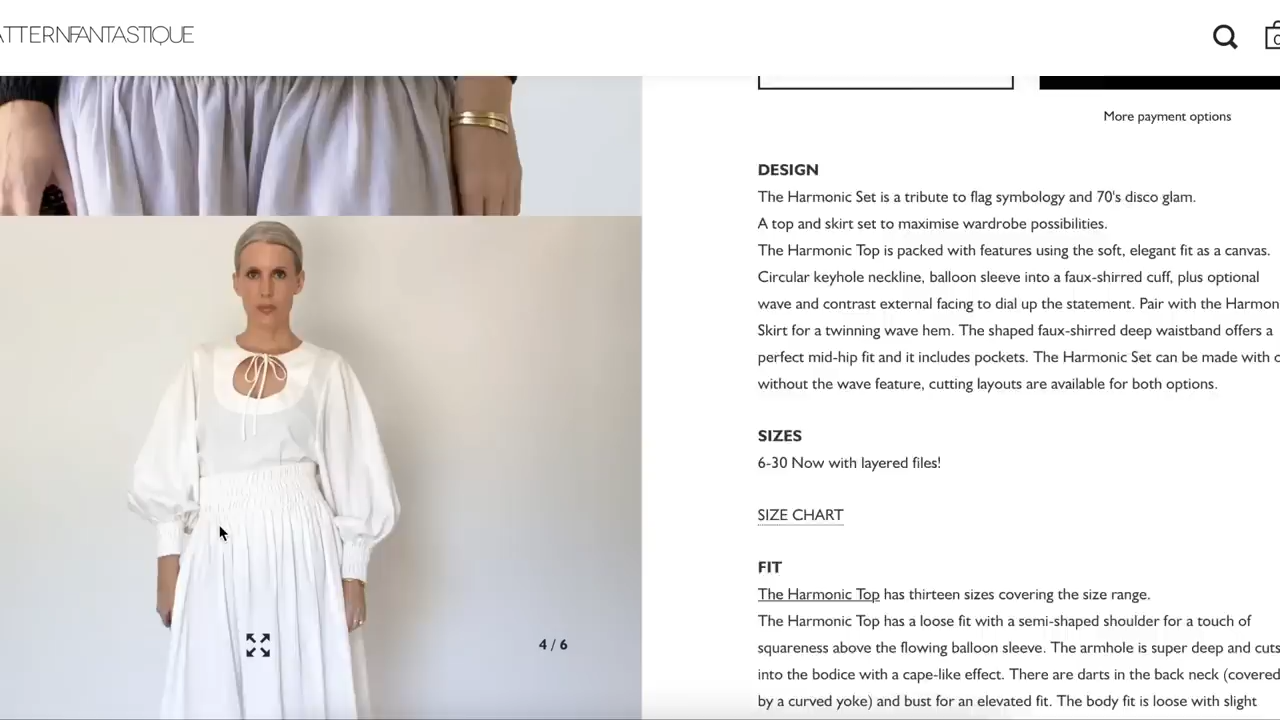 ATTERNFANTASTIQUE
0
More payment options
DESIGN
The Harmonic Set is a tribute to flag symbology and 70's disco glam.
A top and skirt set to maximise wardrobe possibilities.
The Harmonic Top is packed with features using the soft, elegant fit as a canvas.
Circular keyhole neckline, balloon sleeve into a faux-shirred cuff, plus optional
wave and contrast external facing to dial up the statement. Pair with the Harmon
Skirt for a twinning wave hem. The shaped faux-shirred deep waistband offers a
perfect mid-hip fit and it includes pockets. The Harmonic Set can be made with o
without the wave feature, cutting layouts are available for both options.
SIZES
6-30 Now with layered files!
SIZE CHART
FIT
The Harmonic Top has thirteen sizes covering the size range.
The Harmonic Top has a loose fit with a semi-shaped shoulder for a touch of
squareness above the flowing balloon sleeve. The armhole is super deep and cuts
into the bodice with a cape-like effect. There are darts in the back neck (covered
by a curved yoke) and bust for an elevated fit. The body fit is loose with slight
4 / 6